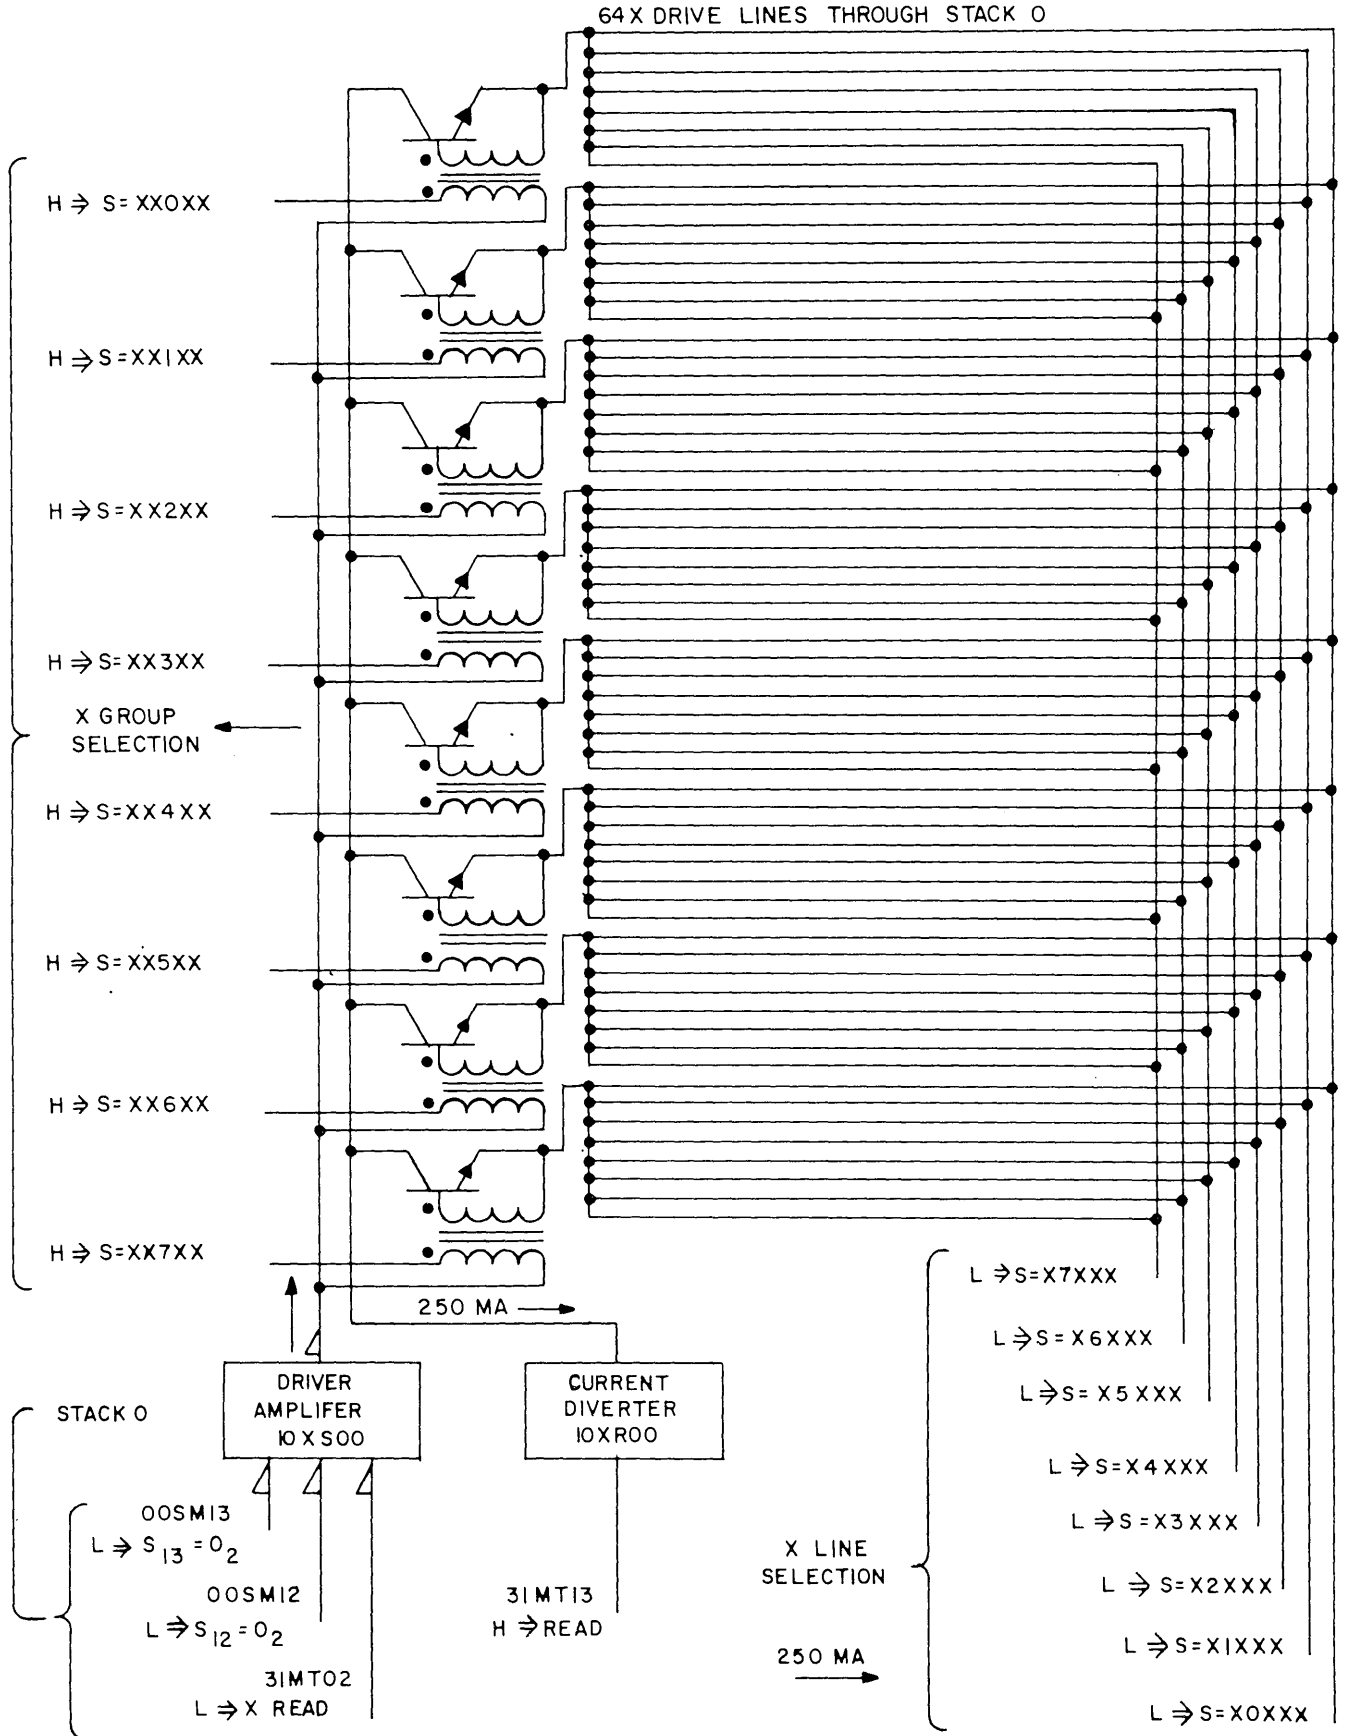 64X DRIVE LINES THROUGH STACK 0
H ⇒ S = XX0XX
H ⇒ S = XX1XX
H ⇒ S = XX2XX
H ⇒ S = XX3XX
X GROUP
SELECTION
H ⇒ S = XX4XX
H ⇒ S = XX5XX
H ⇒ S = XX6XX
H ⇒ S = XX7XX
250 MA
DRIVER
AMPLIFER
10XS00
CURRENT
DIVERTER
10XR00
STACK 0
00SM13
L ⇒ S13 = 02
00SM12
L ⇒ S12 = 02
31MT02
L ⇒ X READ
31MT13
H ⇒ READ
X LINE
SELECTION
250 MA
L ⇒ S = X7XXX
L ⇒ S = X6XXX
L ⇒ S = X5XXX
L ⇒ S = X4XXX
L ⇒ S = X3XXX
L ⇒ S = X2XXX
L ⇒ S = X1XXX
L ⇒ S = X0XXX